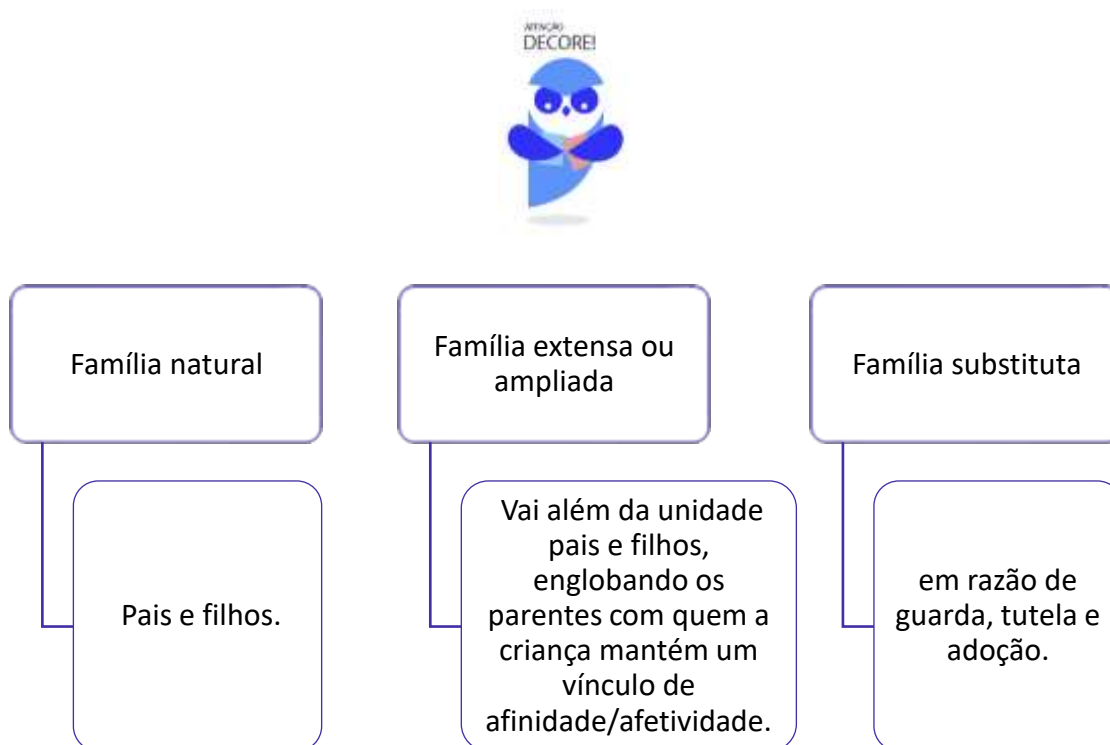 ATENÇÃO
DECORE!
Família natural
Família extensa ou
ampliada
Família substituta
Pais e filhos.
Vai além da unidade
pais e filhos,
englobando os
parentes com quem a
criança mantém um
vínculo de
afinidade/afetividade.
em razão de
guarda, tutela e
adoção.